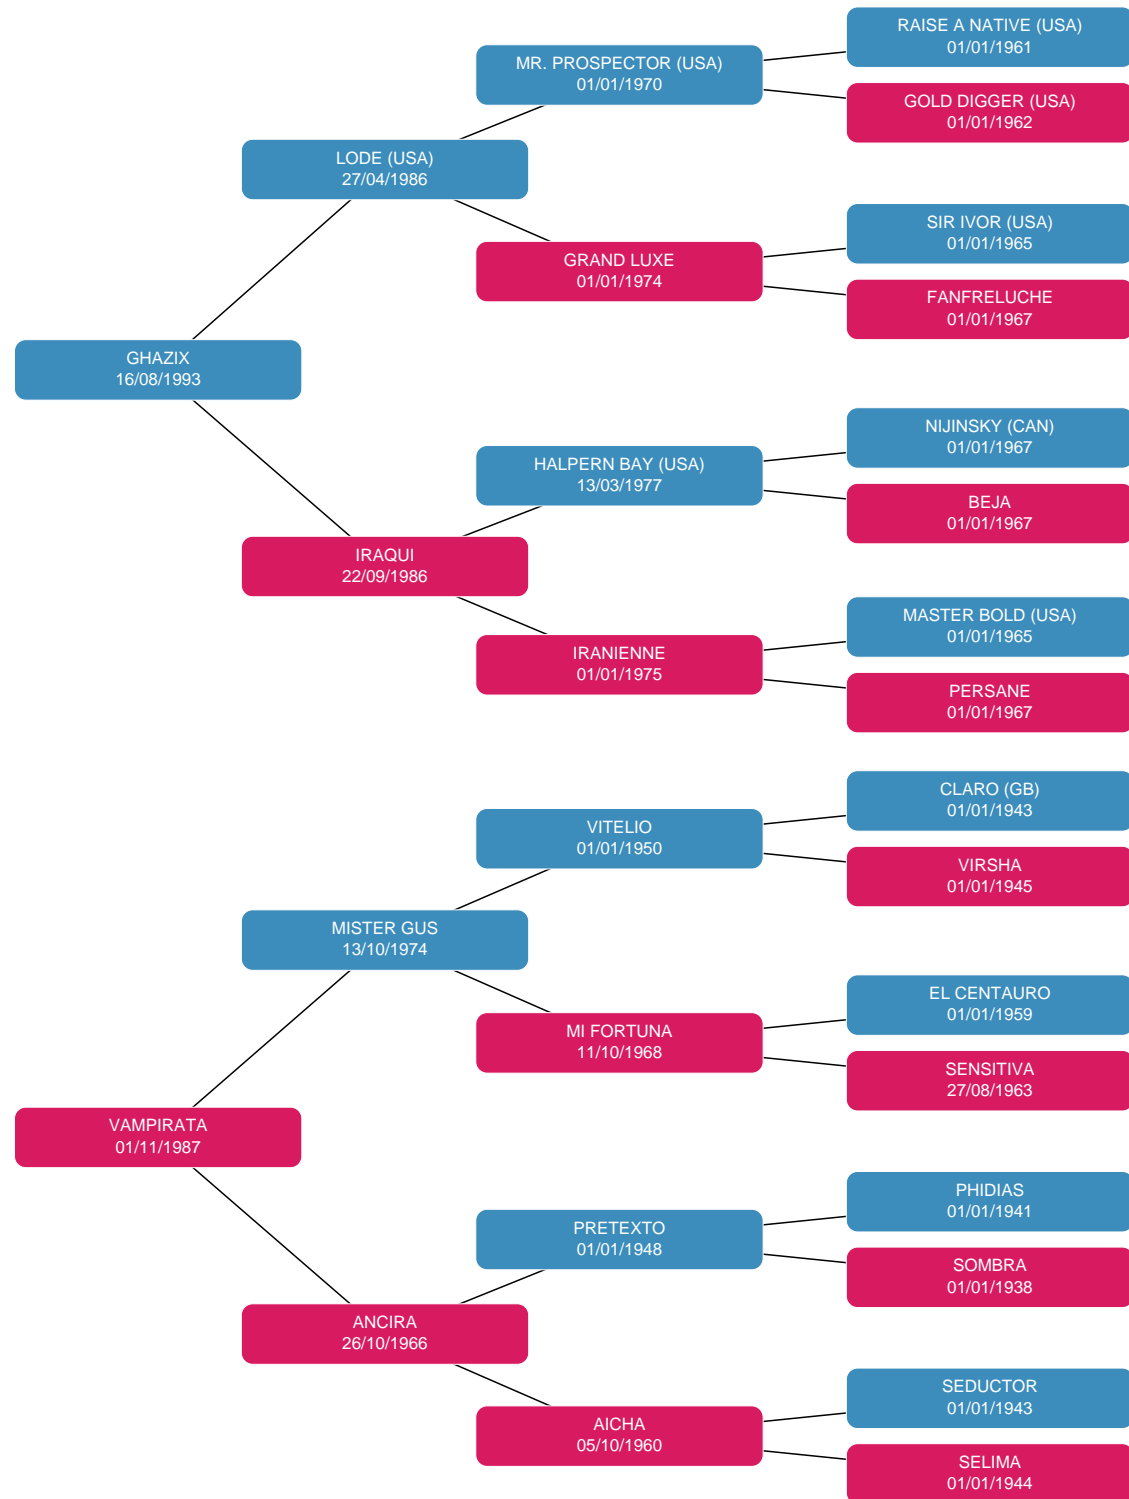 RAISE A NATIVE (USA)
01/01/1961
MR. PROSPECTOR (USA)
01/01/1970
GOLD DIGGER (USA)
01/01/1962
LODE (USA)
27/04/1986
SIR IVOR (USA)
01/01/1965
GRAND LUXE
01/01/1974
FANFRELUCHE
01/01/1967
GHAZIX
16/08/1993
NIJINSKY (CAN)
01/01/1967
HALPERN BAY (USA)
13/03/1977
BEJA
01/01/1967
IRAQUI
22/09/1986
MASTER BOLD (USA)
01/01/1965
IRANIENNE
01/01/1975
PERSANE
01/01/1967
CLARO (GB)
01/01/1943
VITELIO
01/01/1950
VIRSHA
01/01/1945
MISTER GUS
13/10/1974
EL CENTAURO
01/01/1959
MI FORTUNA
11/10/1968
SENSITIVA
27/08/1963
VAMPIRATA
01/11/1987
PHIDIAS
01/01/1941
PRETEXTO
01/01/1948
SOMBRA
01/01/1938
ANCIRA
26/10/1966
SEDUCTOR
01/01/1943
AICHA
05/10/1960
SELIMA
01/01/1944